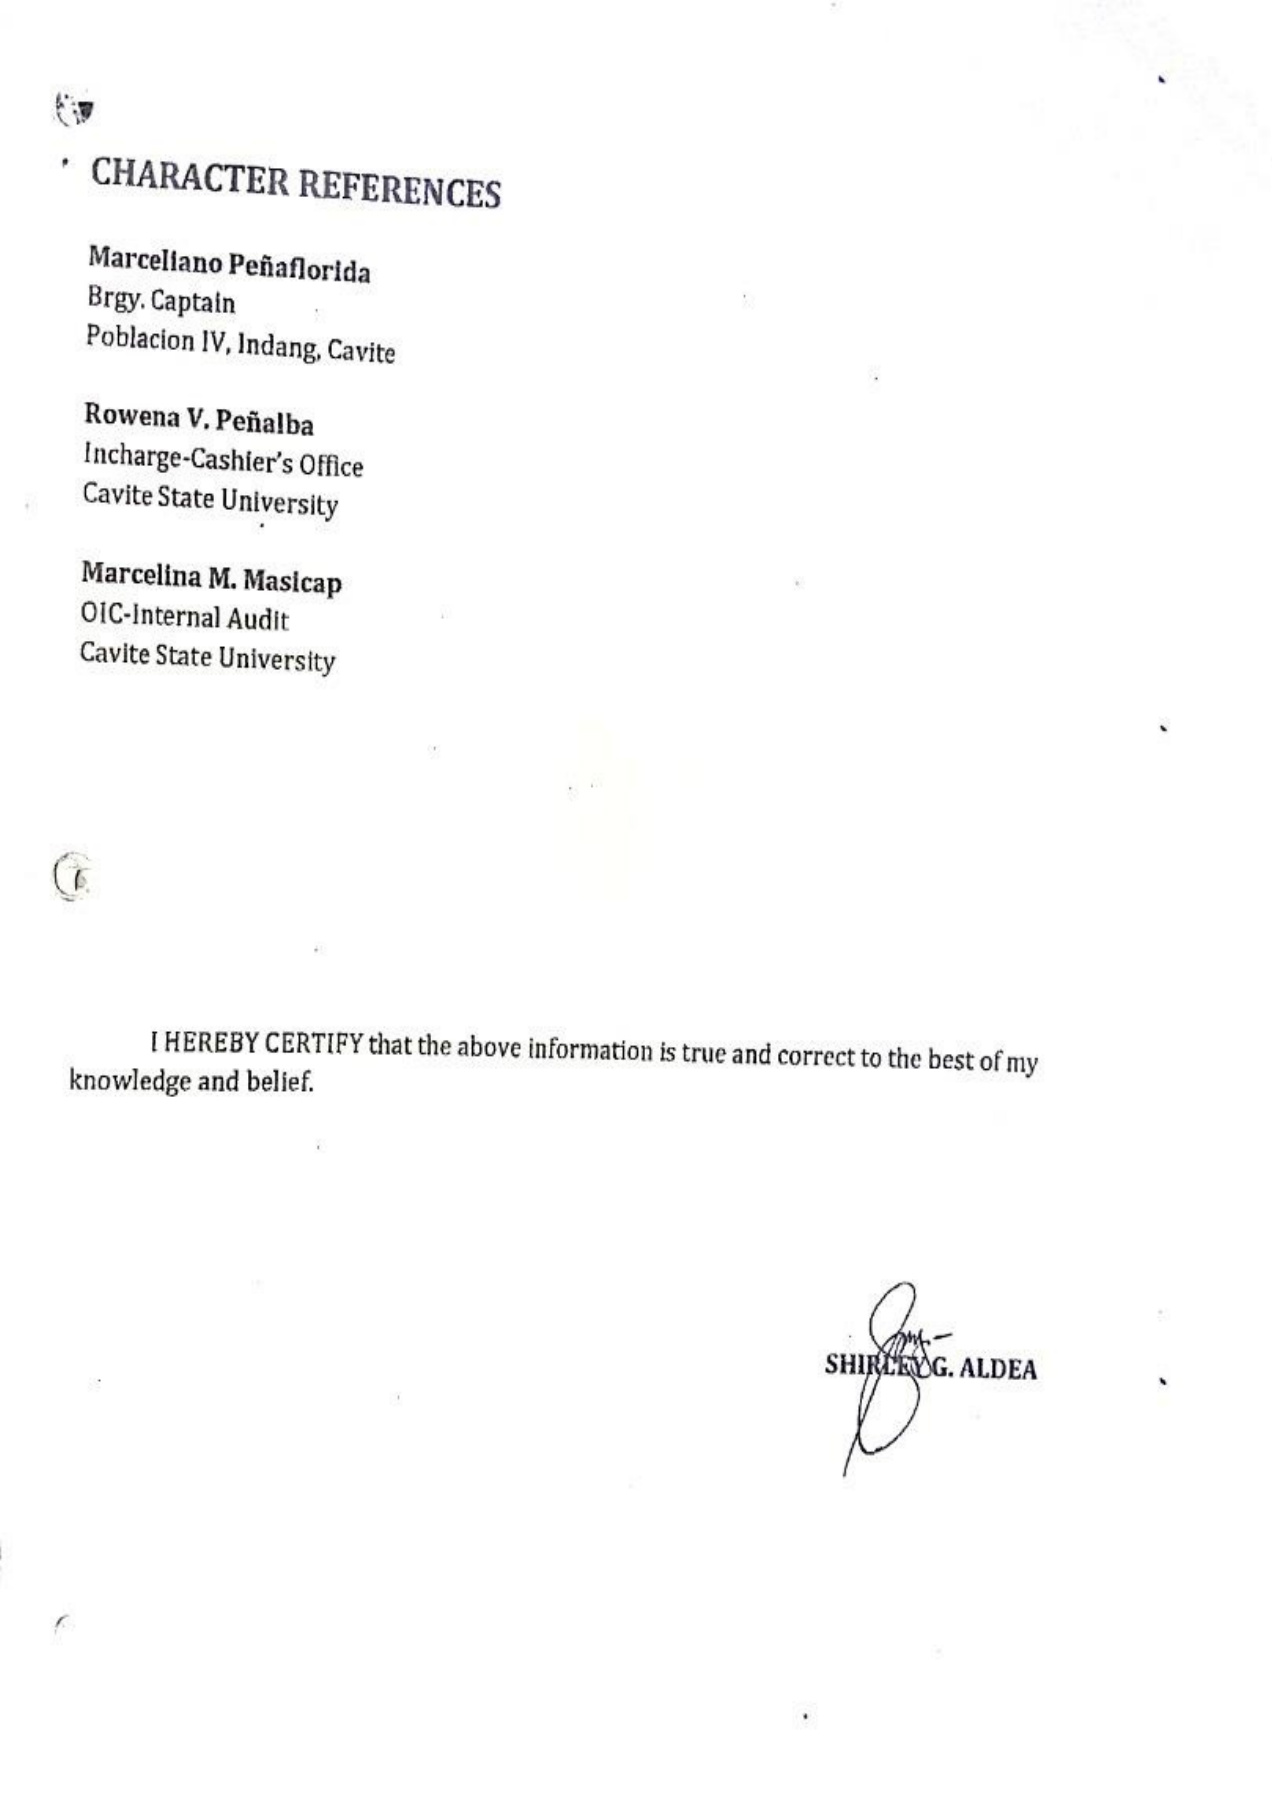 CHARACTER REFERENCES
Marceliano Peñaflorida
Brgy. Captain
Poblacion IV, Indang, Cavite
Rowena V. Peñalba
Incharge-Cashier's Office
Cavite State University
Marcelina M. Masicap
OIC-Internal Audit
Cavite State University
I HEREBY CERTIFY that the above information is true and correct to the best of my
knowledge and belief.
SHIRLEY G. ALDEA